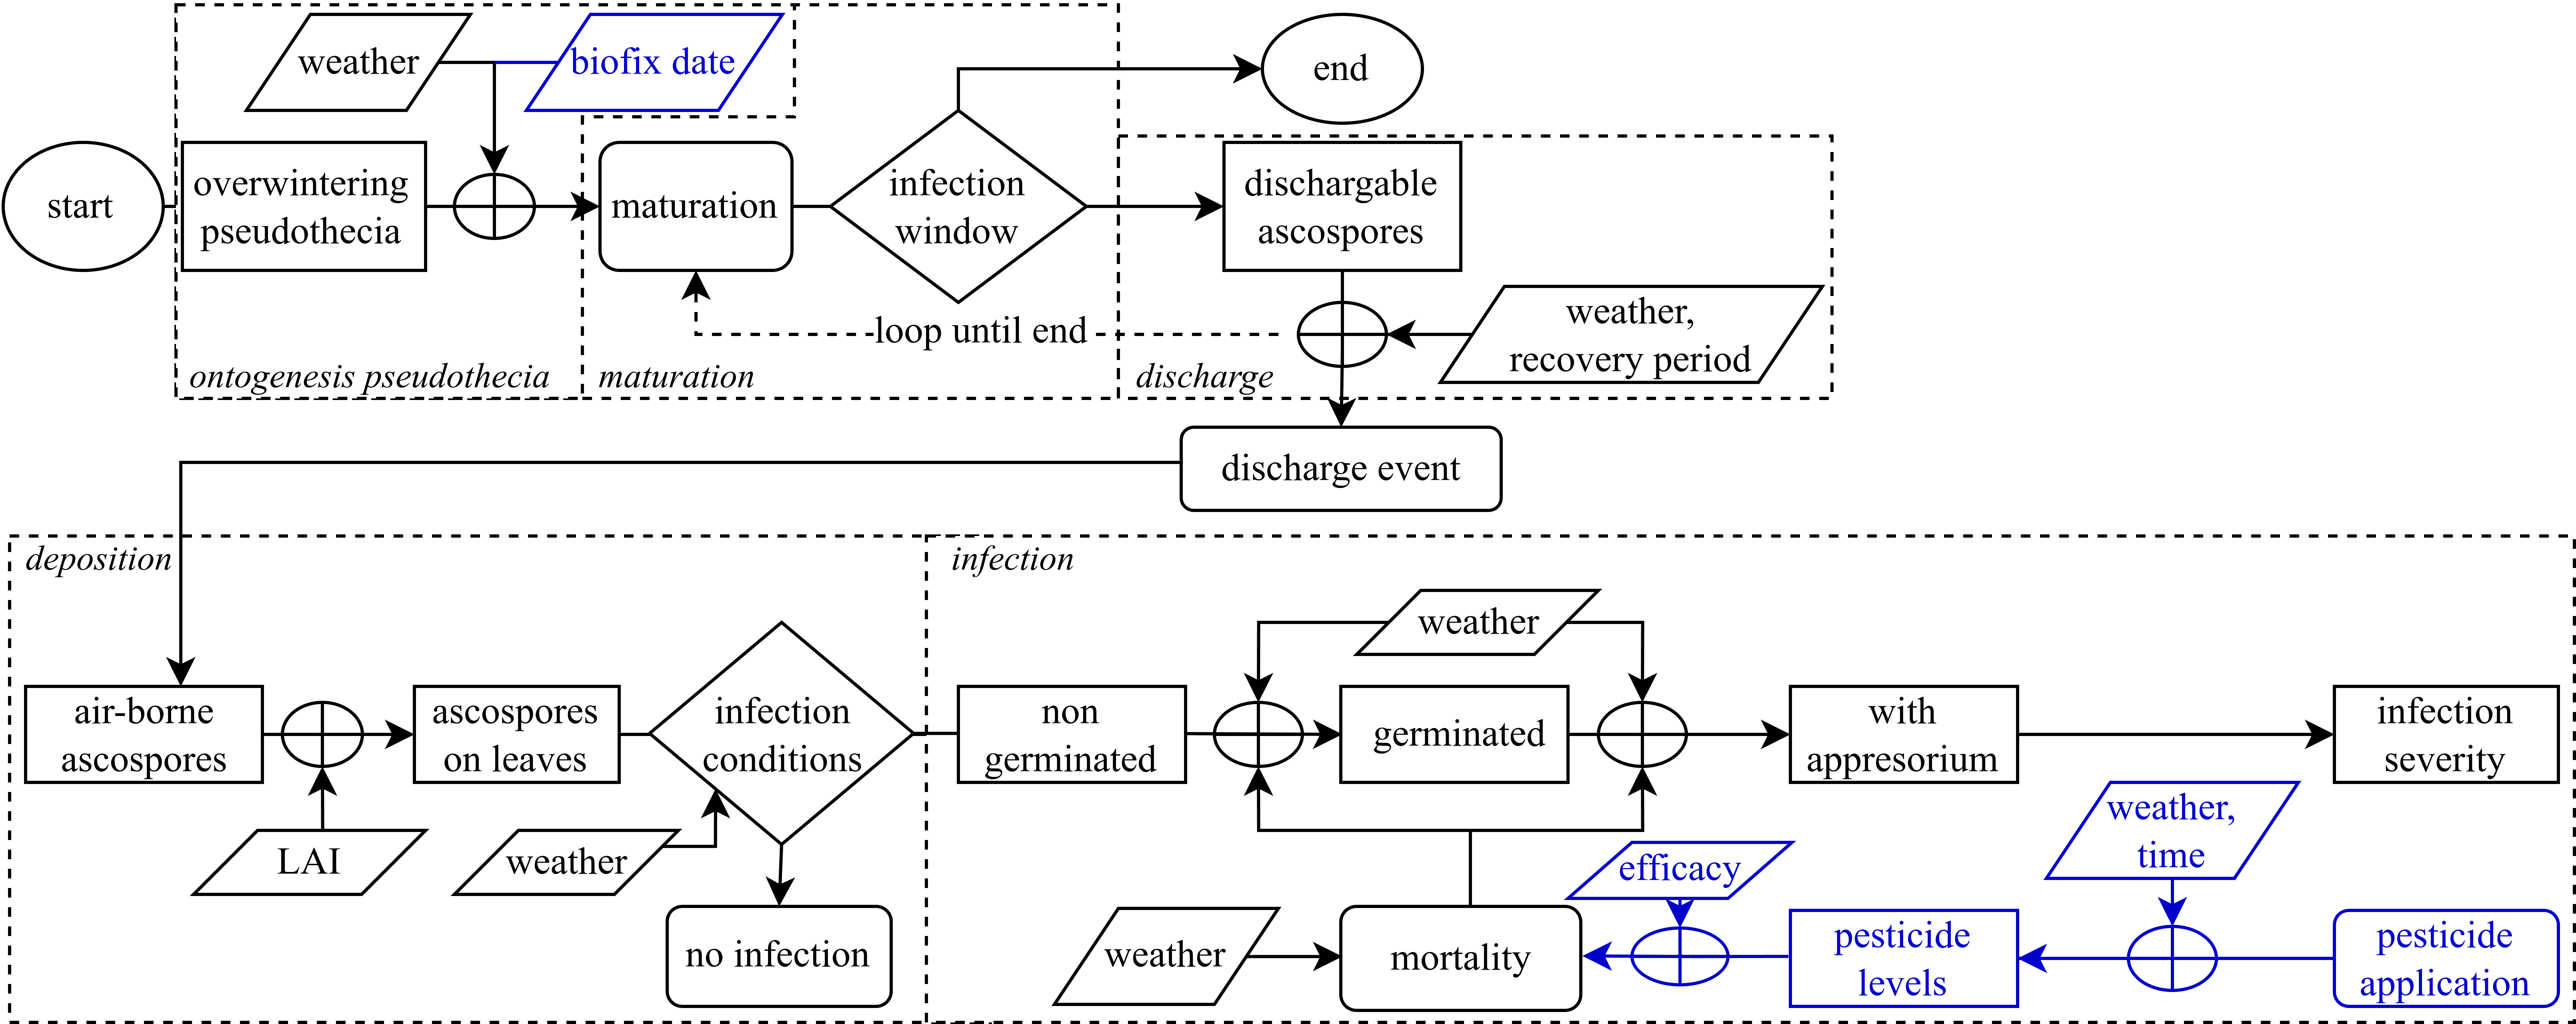 weather
biofix date
end
start
overwintering
pseudothecia
maturation
infection
window
dischargable
ascospores
loop until end
weather,
recovery period
ontogenesis pseudothecia
maturation
discharge
discharge event
deposition
infection
weather
air-borne
ascospores
ascospores
on leaves
infection
conditions
non
germinated
germinated
with
appresorium
infection
severity
LAI
weather
efficacy
weather,
time
no infection
weather
mortality
pesticide
levels
pesticide
application